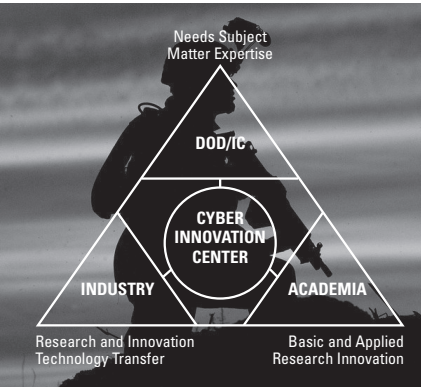 Needs Subject
Matter Expertise
DOD/IC
CYBER
INNOVATION
CENTER
INDUSTRY
ACADEMIA
Research and Innovation
Technology Transfer
Basic and Applied
Research Innovation